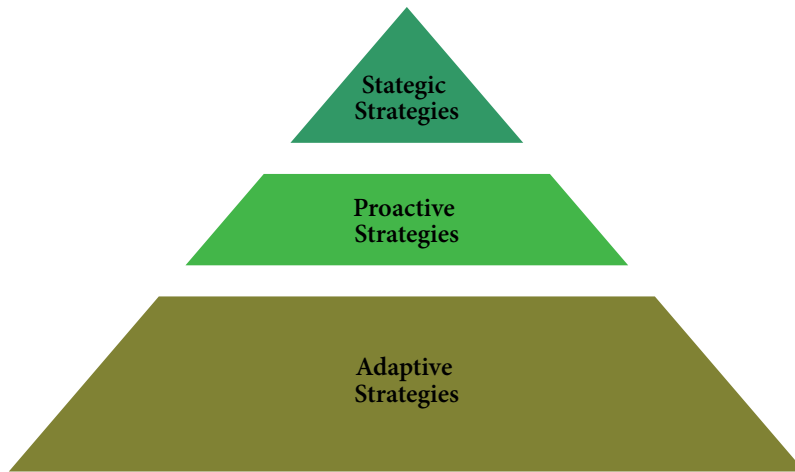 Stategic
Strategies
Proactive
Strategies
Adaptive
Strategies